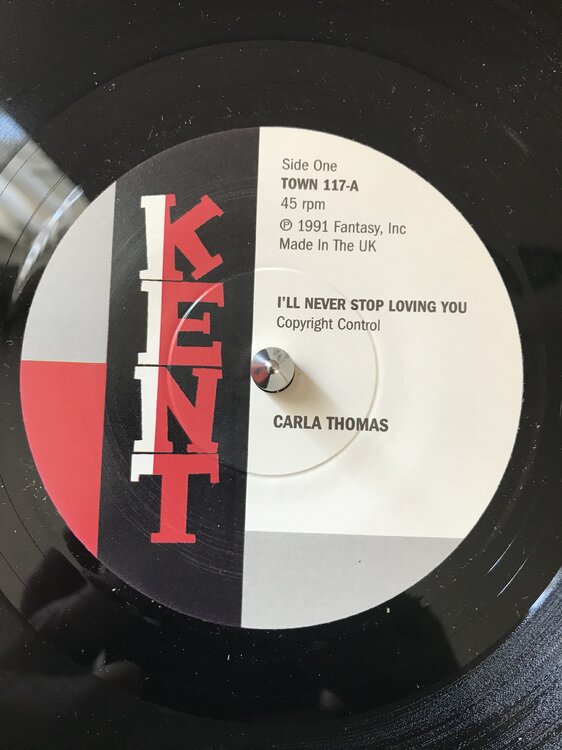 KENT
Side One
TOWN 117-A
45 rpm
℗ 1991 Fantasy, Inc
Made In The UK
I'LL NEVER STOP LOVING YOU
Copyright Control
CARLA THOMAS